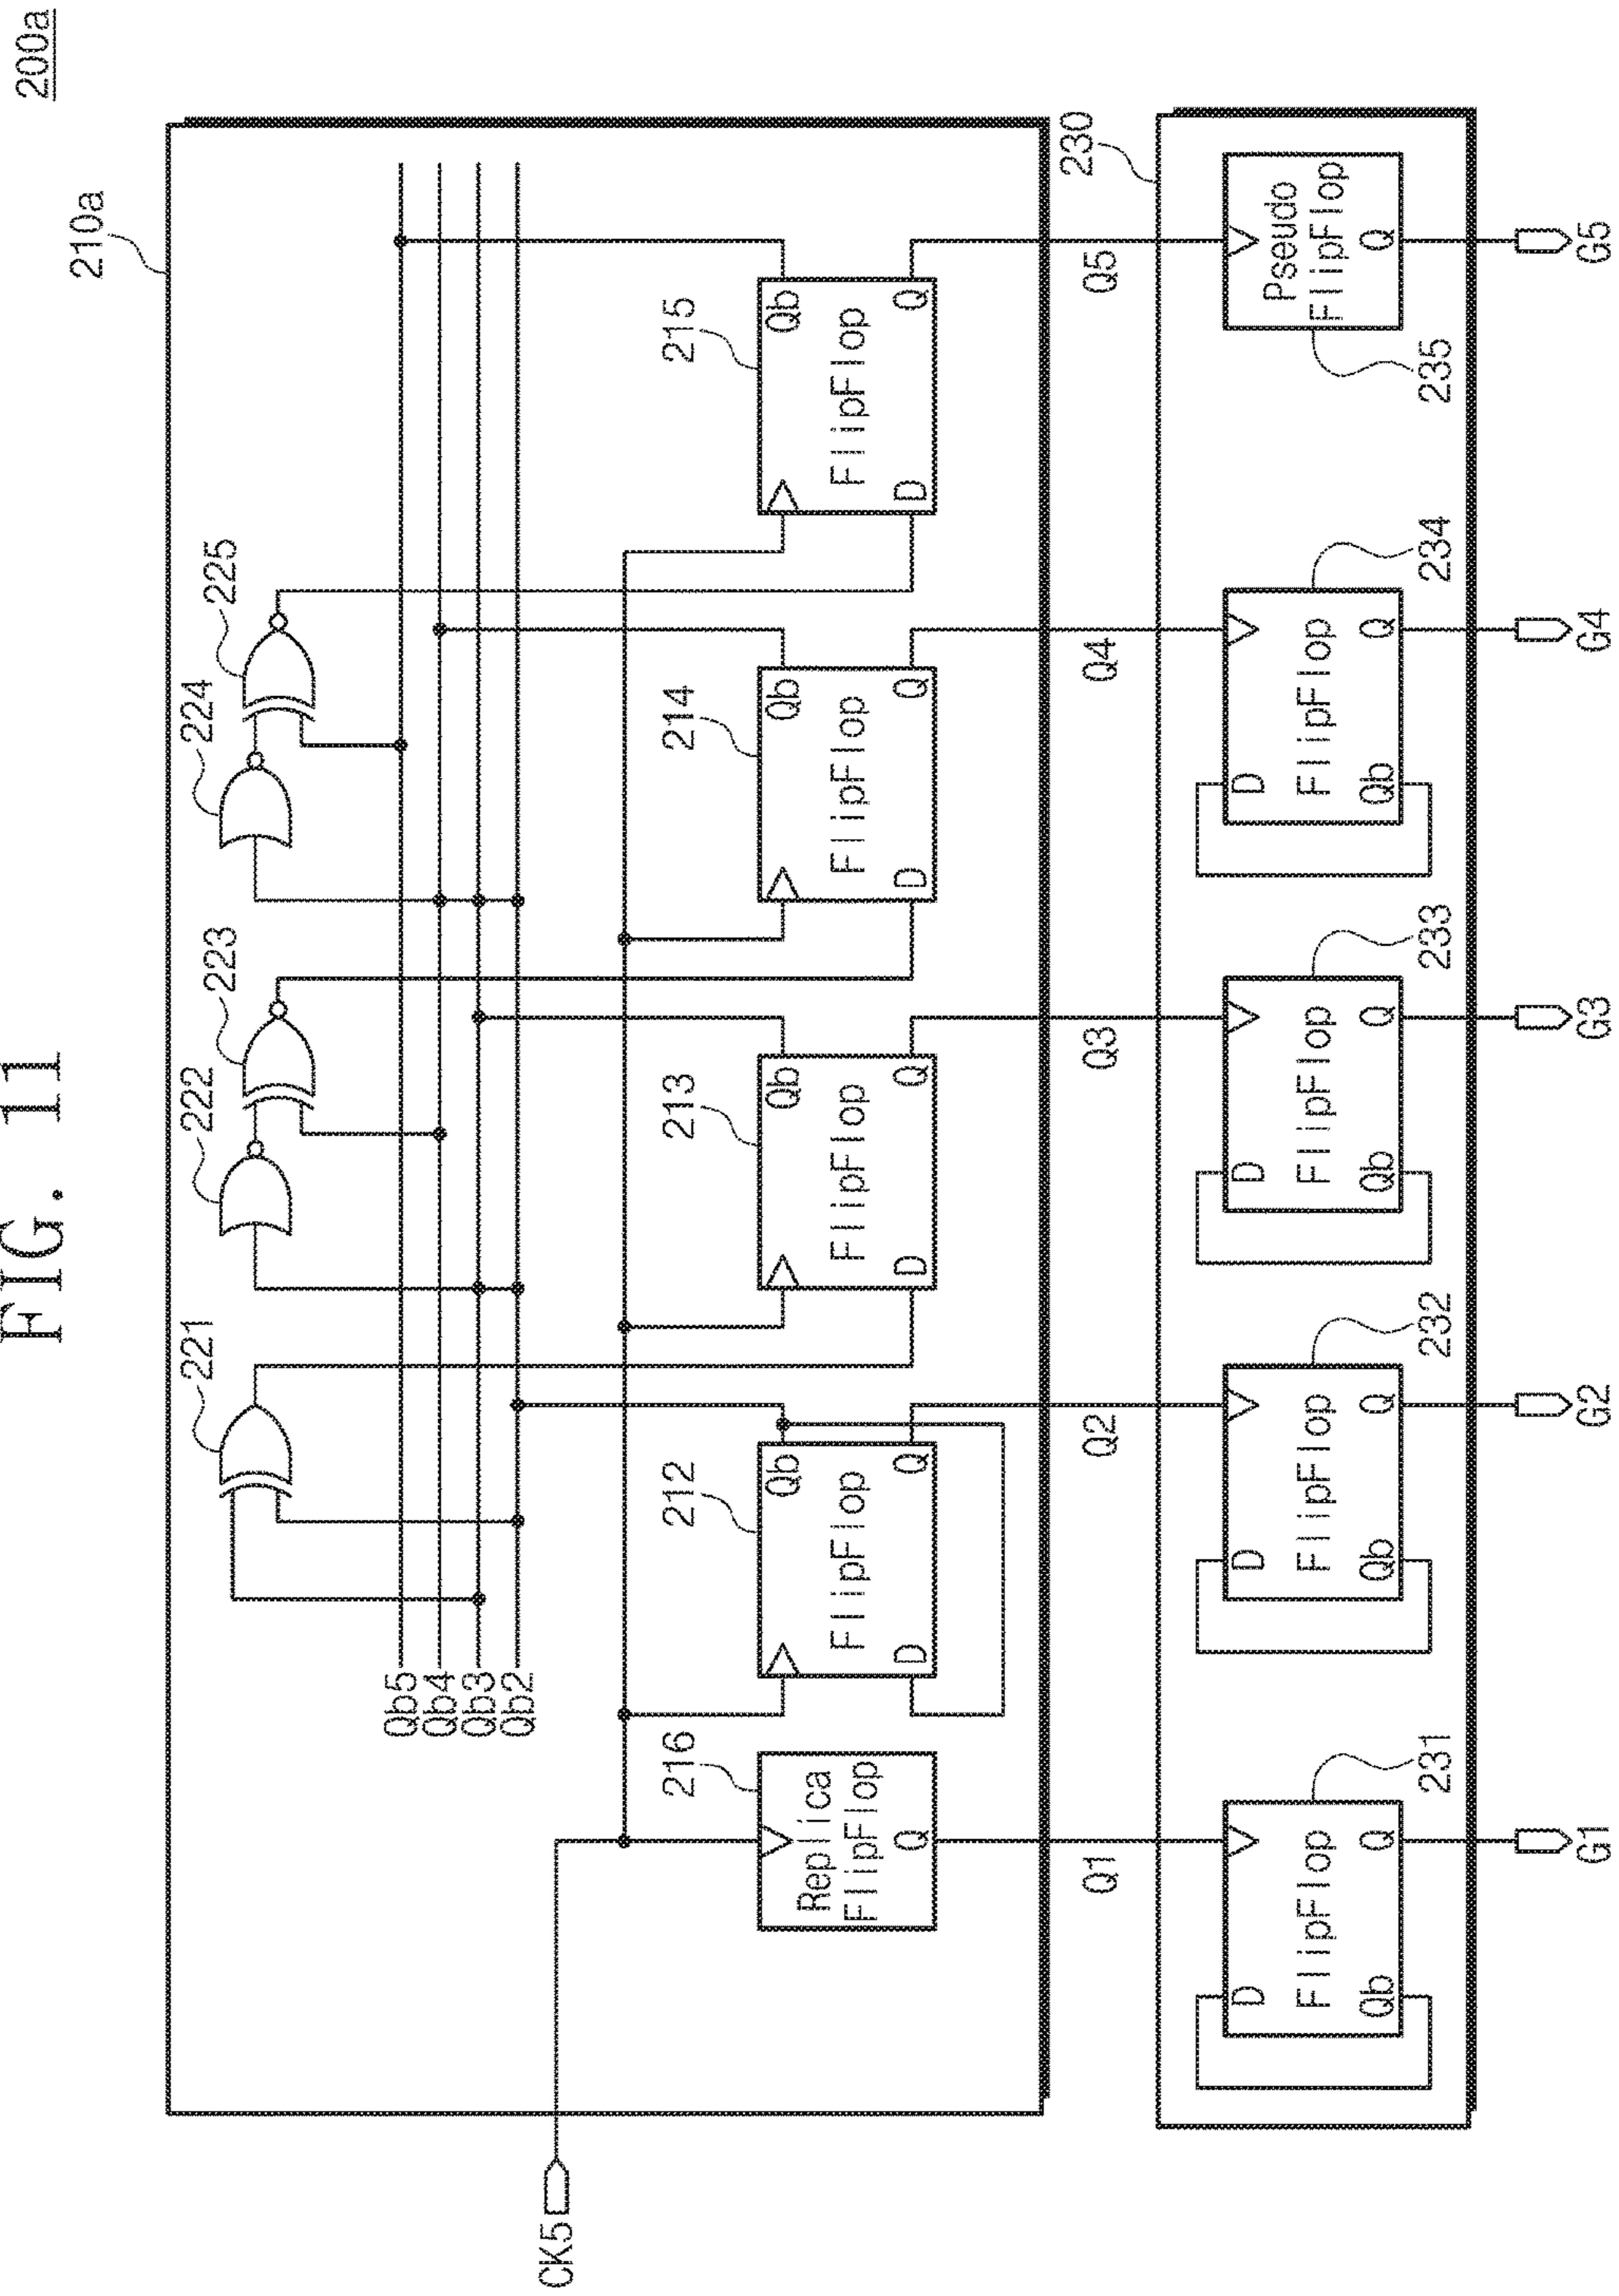 FIG. 11
200a
210a
221
222
223
224
225
Qb5
Qb4
Qb3
Qb2
CK5
216
Replica
FlipFlop
Q
212
Qb
FlipFlop
D
Q
213
Qb
FlipFlop
D
Q
214
Qb
FlipFlop
D
Q
215
Qb
FlipFlop
D
Q
Q1
Q2
Q3
Q4
Q5
230
D
FlipFlop
Qb
Q
231
D
FlipFlop
Qb
Q
232
D
FlipFlop
Qb
Q
233
D
FlipFlop
Qb
Q
234
Pseudo
FlipFlop
Q
235
G1
G2
G3
G4
G5